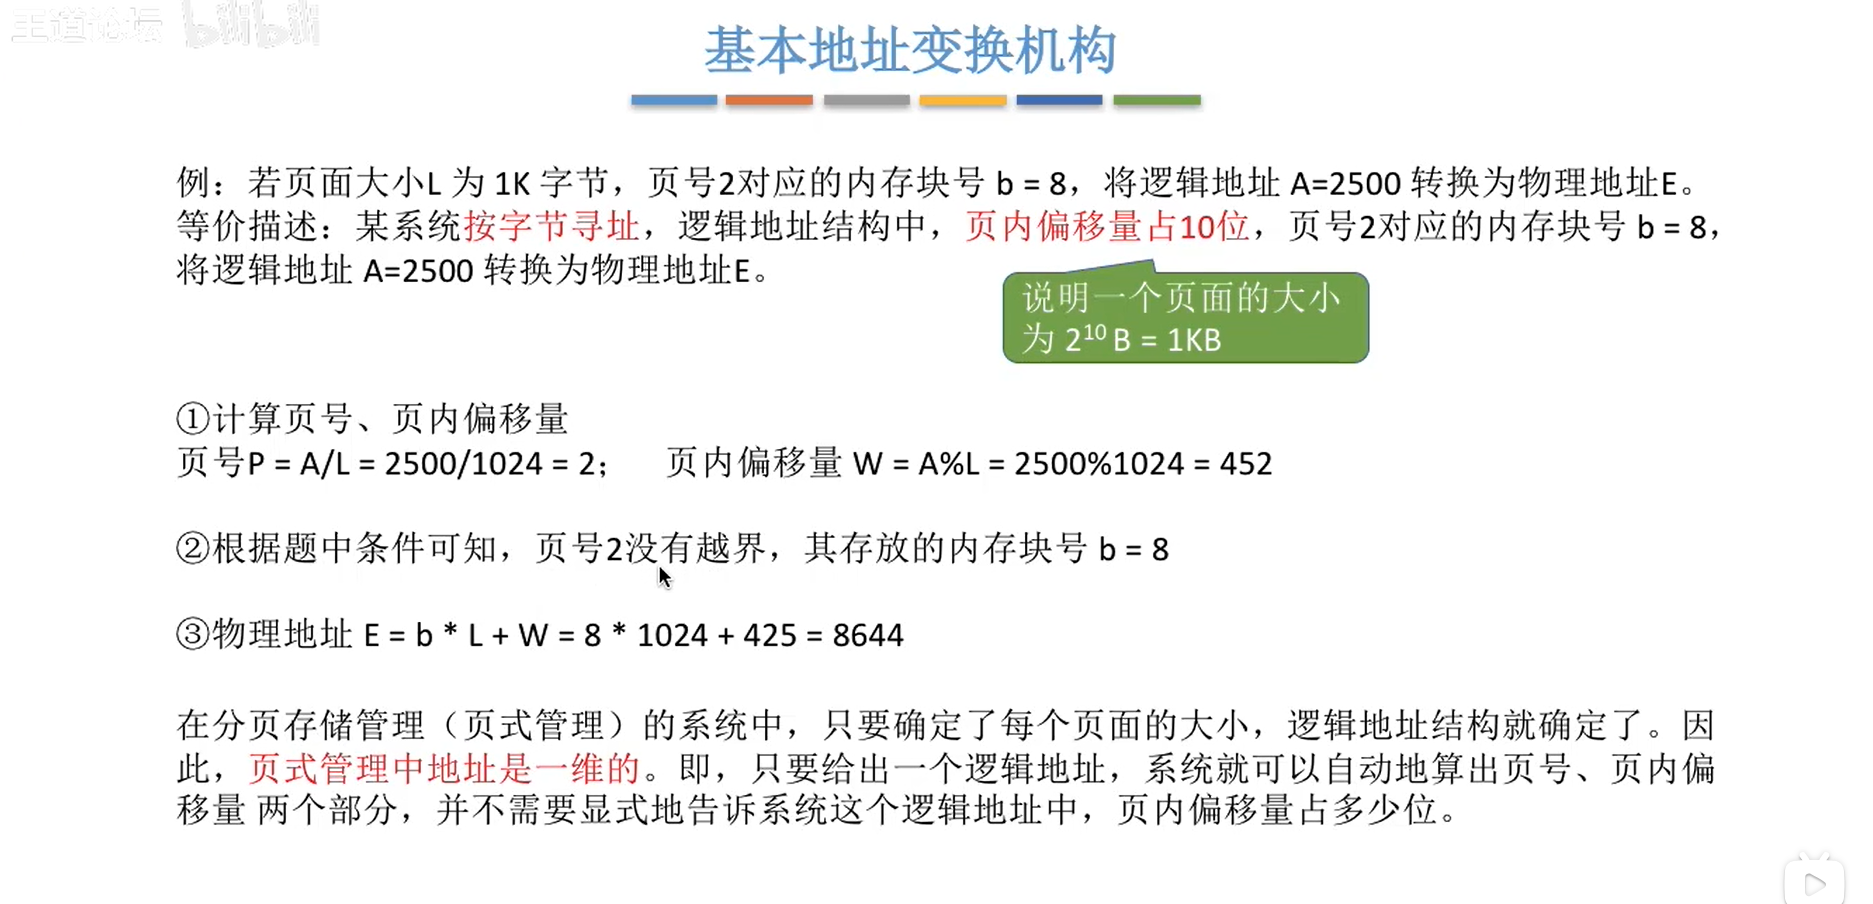 王道论坛 bilibili
基本地址变换机构
例：若页面大小L 为 1K 字节，页号2对应的内存块号 b = 8，将逻辑地址 A=2500 转换为物理地址E。
等价描述：某系统按字节寻址，逻辑地址结构中，页内偏移量占10位，页号2对应的内存块号 b = 8，
将逻辑地址 A=2500 转换为物理地址E。
说明一个页面的大小
为 2¹⁰ B = 1KB
①计算页号、页内偏移量
页号P = A/L = 2500/1024 = 2； 页内偏移量 W = A%L = 2500%1024 = 452
②根据题中条件可知，页号2没有越界，其存放的内存块号 b = 8
③物理地址 E = b * L + W = 8 * 1024 + 425 = 8644
在分页存储管理（页式管理）的系统中，只要确定了每个页面的大小，逻辑地址结构就确定了。因
此，页式管理中地址是一维的。即，只要给出一个逻辑地址，系统就可以自动地算出页号、页内偏
移量 两个部分，并不需要显式地告诉系统这个逻辑地址中，页内偏移量占多少位。